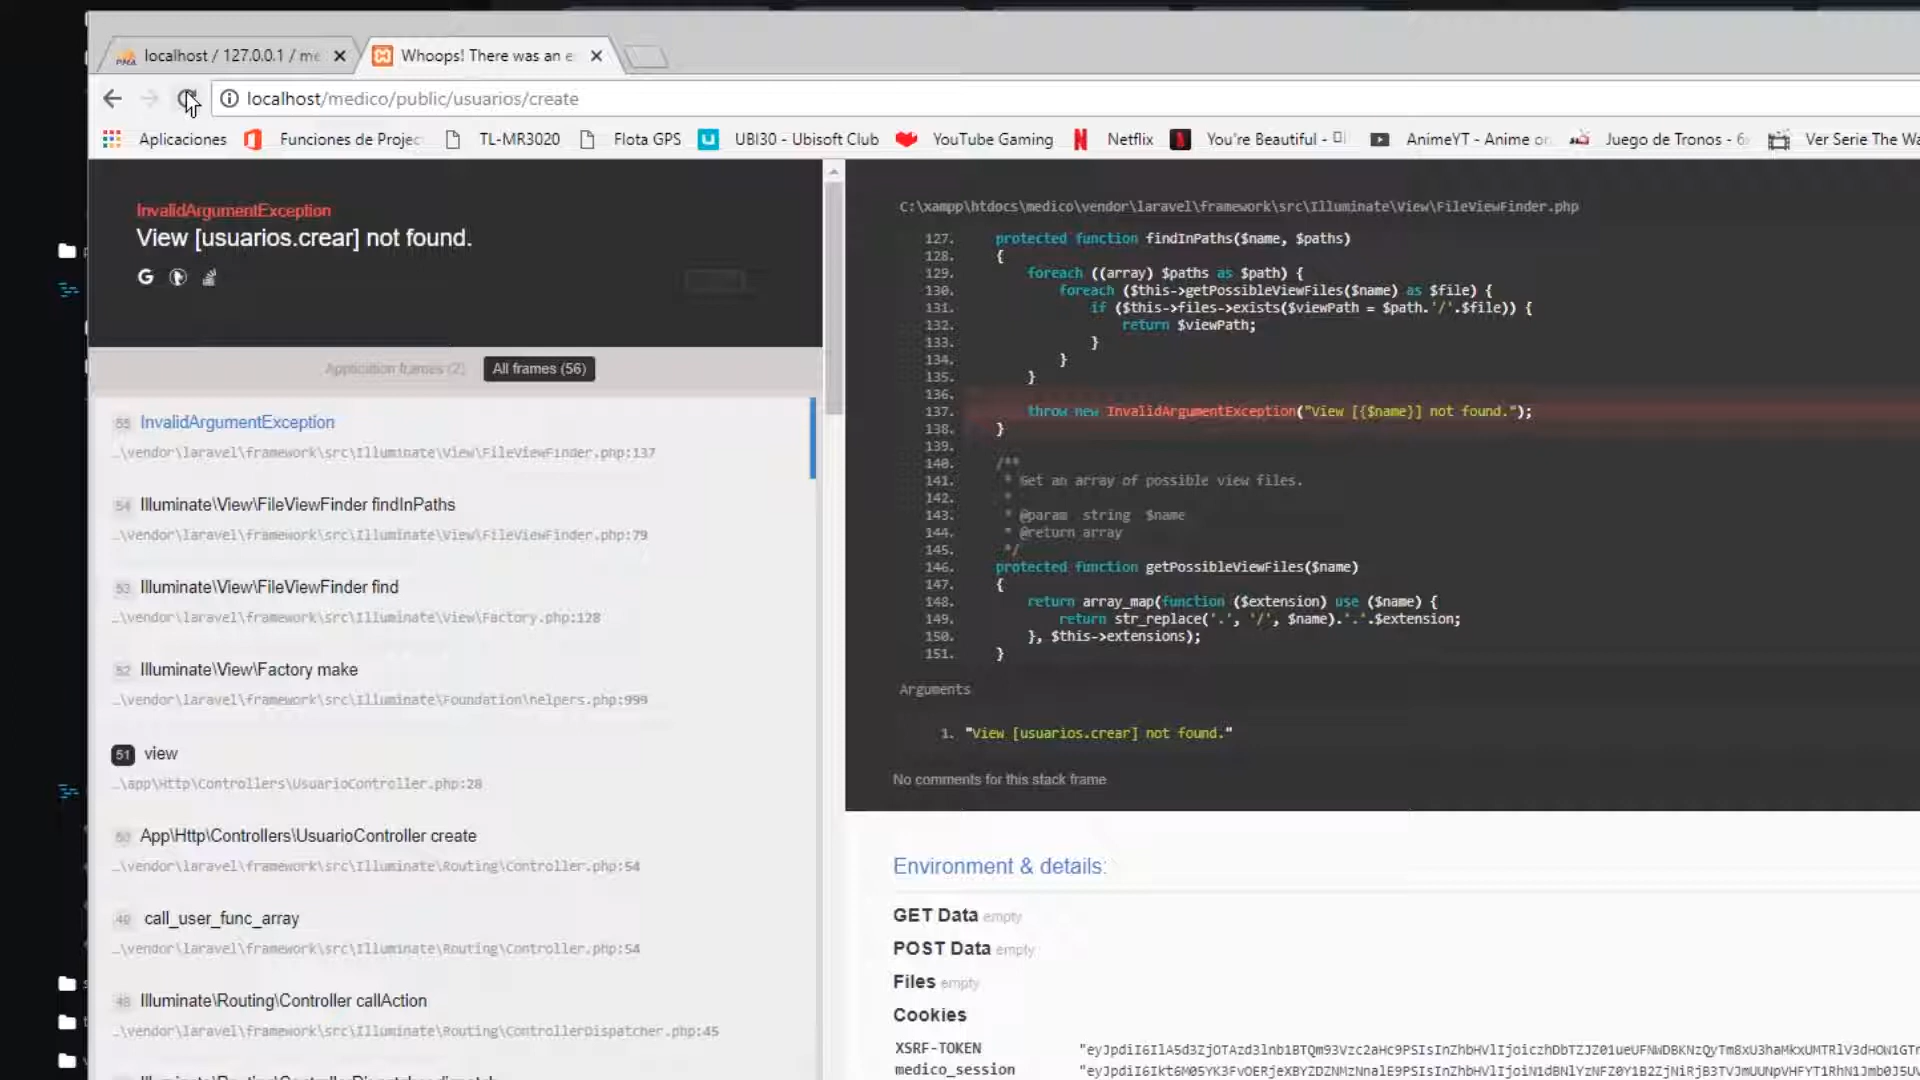 localhost / 127.0.0.1 / me
Whoops! There was an e
localhost/medico/public/usuarios/create
Aplicaciones
Funciones de Projec
TL-MR3020
Flota GPS
UBI30 - Ubisoft Club
YouTube Gaming
Netflix
You're Beautiful -
AnimeYT - Anime on
Juego de Tronos - 6
Ver Serie The Wa
InvalidArgumentException
View [usuarios.crear] not found.
Application frames (2)
All frames (56)
55 InvalidArgumentException
…\vendor\laravel\framework\src\Illuminate\View\FileViewFinder.php:137
54 Illuminate\View\FileViewFinder findInPaths
…\vendor\laravel\framework\src\Illuminate\View\FileViewFinder.php:79
53 Illuminate\View\FileViewFinder find
…\vendor\laravel\framework\src\Illuminate\View\Factory.php:128
52 Illuminate\View\Factory make
…\vendor\laravel\framework\src\Illuminate\Foundation\helpers.php:999
51 view
…\app\Http\Controllers\UsuarioController.php:28
50 App\Http\Controllers\UsuarioController create
…\vendor\laravel\framework\src\Illuminate\Routing\Controller.php:54
49 call_user_func_array
…\vendor\laravel\framework\src\Illuminate\Routing\Controller.php:54
48 Illuminate\Routing\Controller callAction
…\vendor\laravel\framework\src\Illuminate\Routing\ControllerDispatcher.php:45
C:\xampp\htdocs\medico\vendor\laravel\framework\src\Illuminate\View\FileViewFinder.php
127. protected function findInPaths($name, $paths)
128. {
129. foreach ((array) $paths as $path) {
130. foreach ($this->getPossibleViewFiles($name) as $file) {
131. if ($this->files->exists($viewPath = $path.'/'.$file)) {
132. return $viewPath;
133. }
134. }
135. }
136.
137. throw new InvalidArgumentException("View [{$name}] not found.");
138. }
139.
140. /**
141. * Get an array of possible view files.
142. *
143. * @param string $name
144. * @return array
145. */
146. protected function getPossibleViewFiles($name)
147. {
148. return array_map(function ($extension) use ($name) {
149. return str_replace('.', '/', $name).'.'.$extension;
150. }, $this->extensions);
151. }
Arguments
1. "View [usuarios.crear] not found."
No comments for this stack frame
Environment & details:
GET Data empty
POST Data empty
Files empty
Cookies
XSRF-TOKEN
medico_session